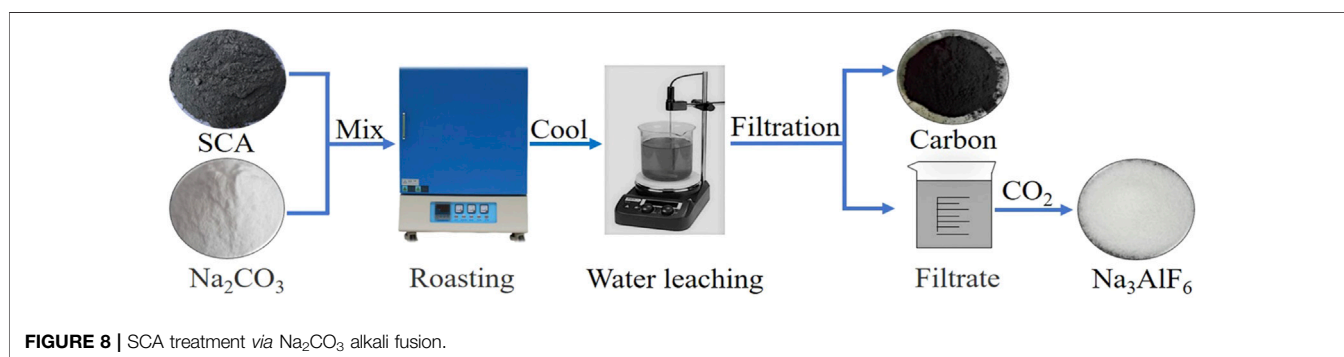 SCA
Na₂CO₃
Mix
Roasting
Cool
Water leaching
Filtration
Carbon
Filtrate
CO₂
Na₃AlF₆
FIGURE 8 | SCA treatment via Na₂CO₃ alkali fusion.